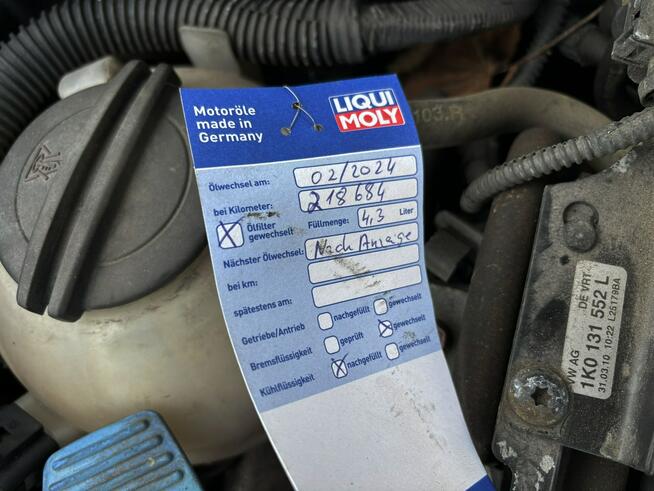 Motoröle
made in
Germany
LIQUI
MOLY
103.R
Ölwechsel am: 02/2024
bei Kilometer: 218684
Ölfilter gewechselt Füllmenge: 4,3 Liter
Nächster Ölwechsel: Nach Anzeige
bei km:
spätestens am:
Getriebe/Antrieb nachgefüllt gewechselt
Bremsflüssigkeit geprüft gewechselt
Kühlflüssigkeit nachgefüllt gewechselt
DE VRT
1K0 131 552 L
VW AG
31.03.10 10:22 L25179BA